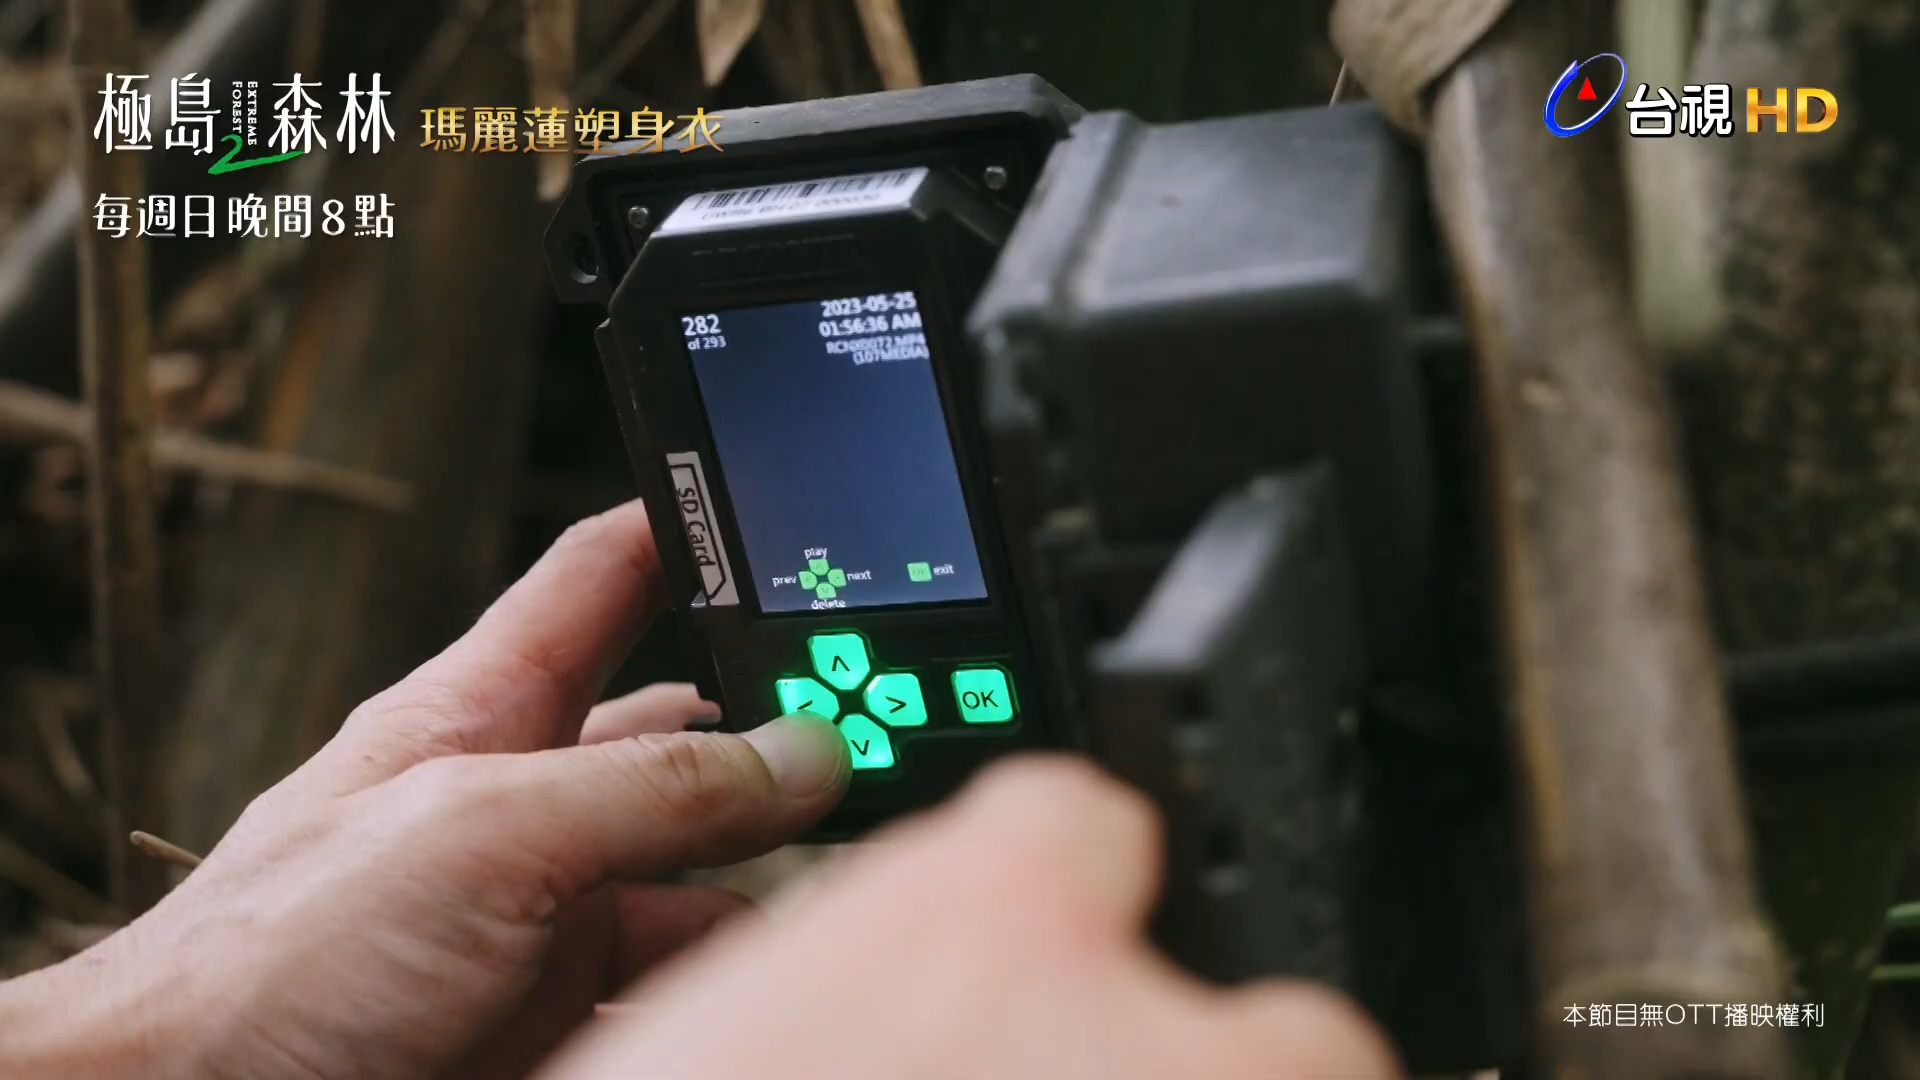 極島森林
EXTREME
FOREST
2
瑪麗蓮塑身衣
每週日晚間8點
台視HD
282
of 293
2023-05-25
01:56:36 AM
(107MEDIA)
SD Card
play
prev
next
OK exit
delete
OK
本節目無OTT播映權利